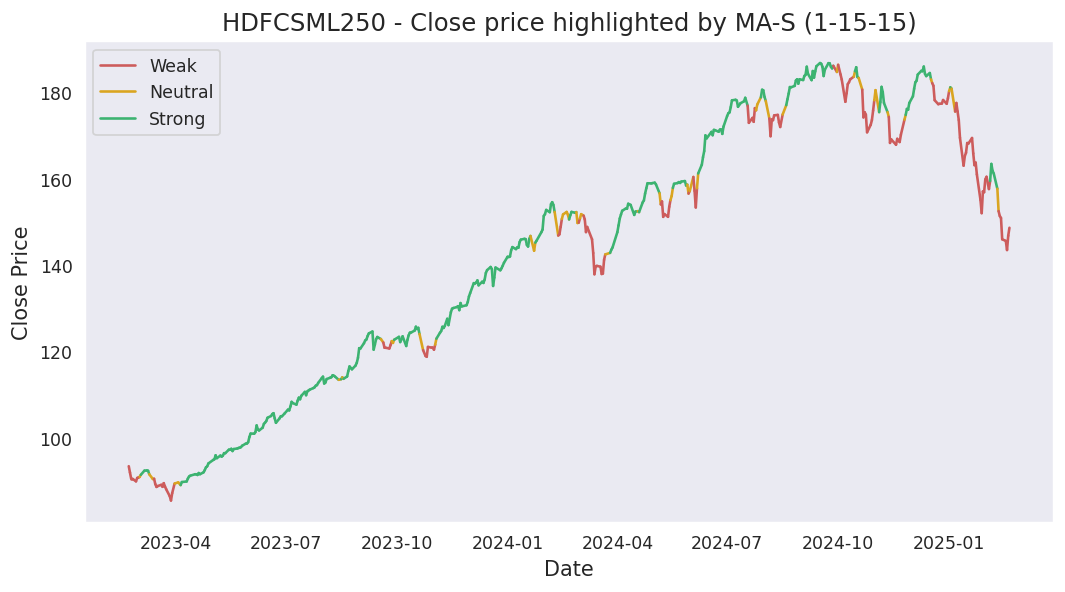 HDFCSML250 - Close price highlighted by MA-S (1-15-15)
Weak
Neutral
Strong
Close Price
180
160
140
120
100
2023-04 2023-07 2023-10 2024-01 2024-04 2024-07 2024-10 2025-01
Date